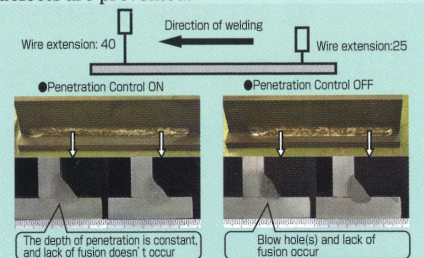 Direction of welding
Wire extension: 40
Wire extension:25
●Penetration Control ON
●Penetration Control OFF
The depth of penetration is constant,
and lack of fusion doesn't occur
Blow hole(s) and lack of
fusion occur